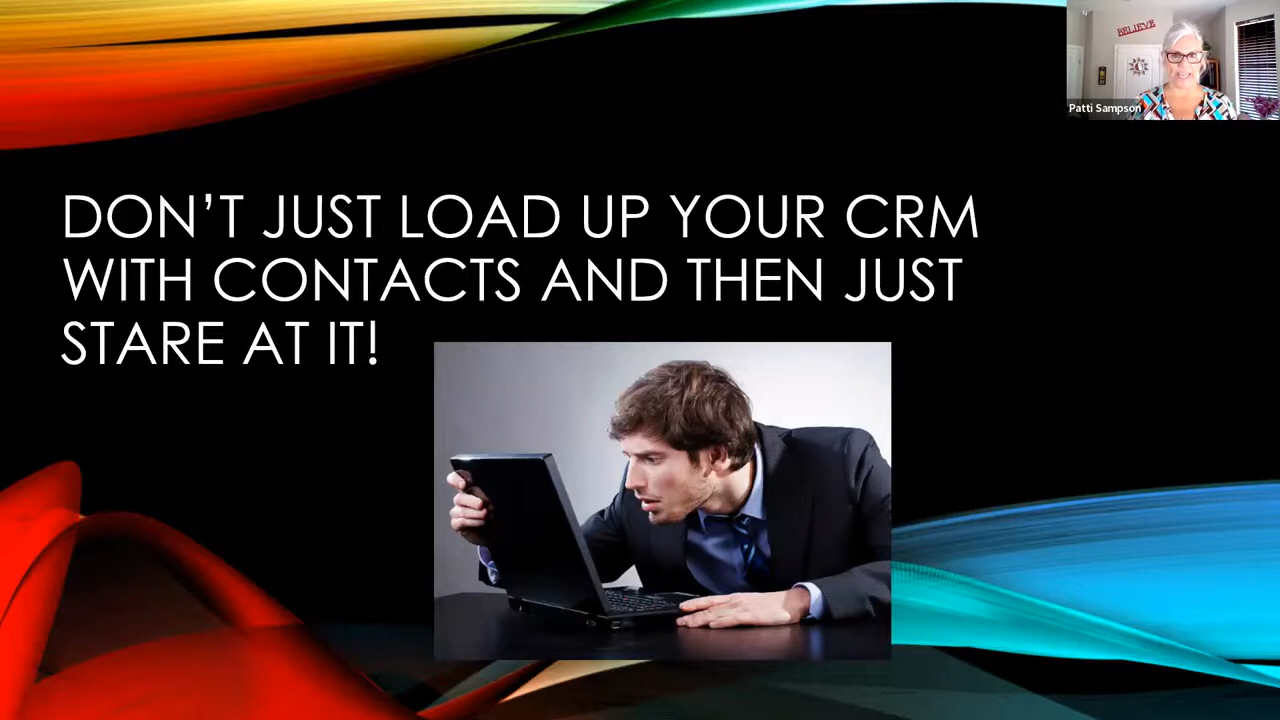 BELIEVE
Patti Sampson
DON’T JUST LOAD UP YOUR CRM
WITH CONTACTS AND THEN JUST
STARE AT IT!